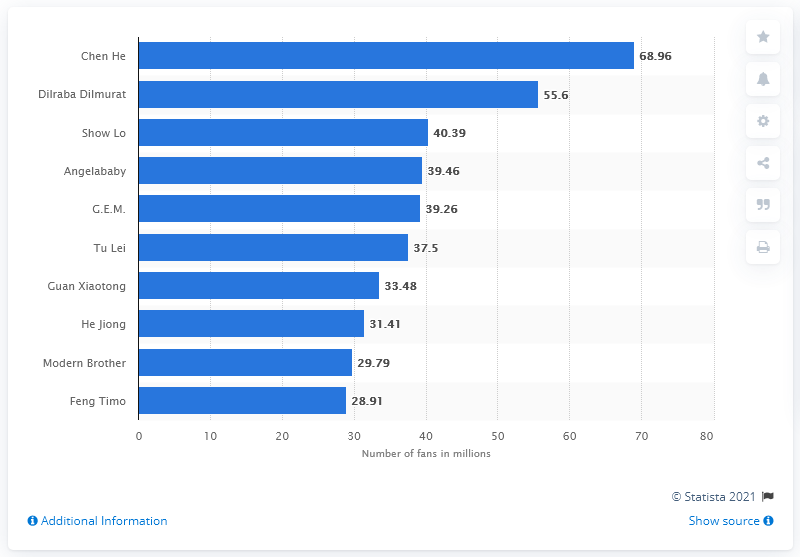 Chen He 68.96
Dilraba Dilmurat 55.6
Show Lo 40.39
Angelababy 39.46
G.E.M. 39.26
Tu Lei 37.5
Guan Xiaotong 33.48
He Jiong 31.41
Modern Brother 29.79
Feng Timo 28.91
0 10 20 30 40 50 60 70 80
Number of fans in millions
© Statista 2021
Additional Information Show source